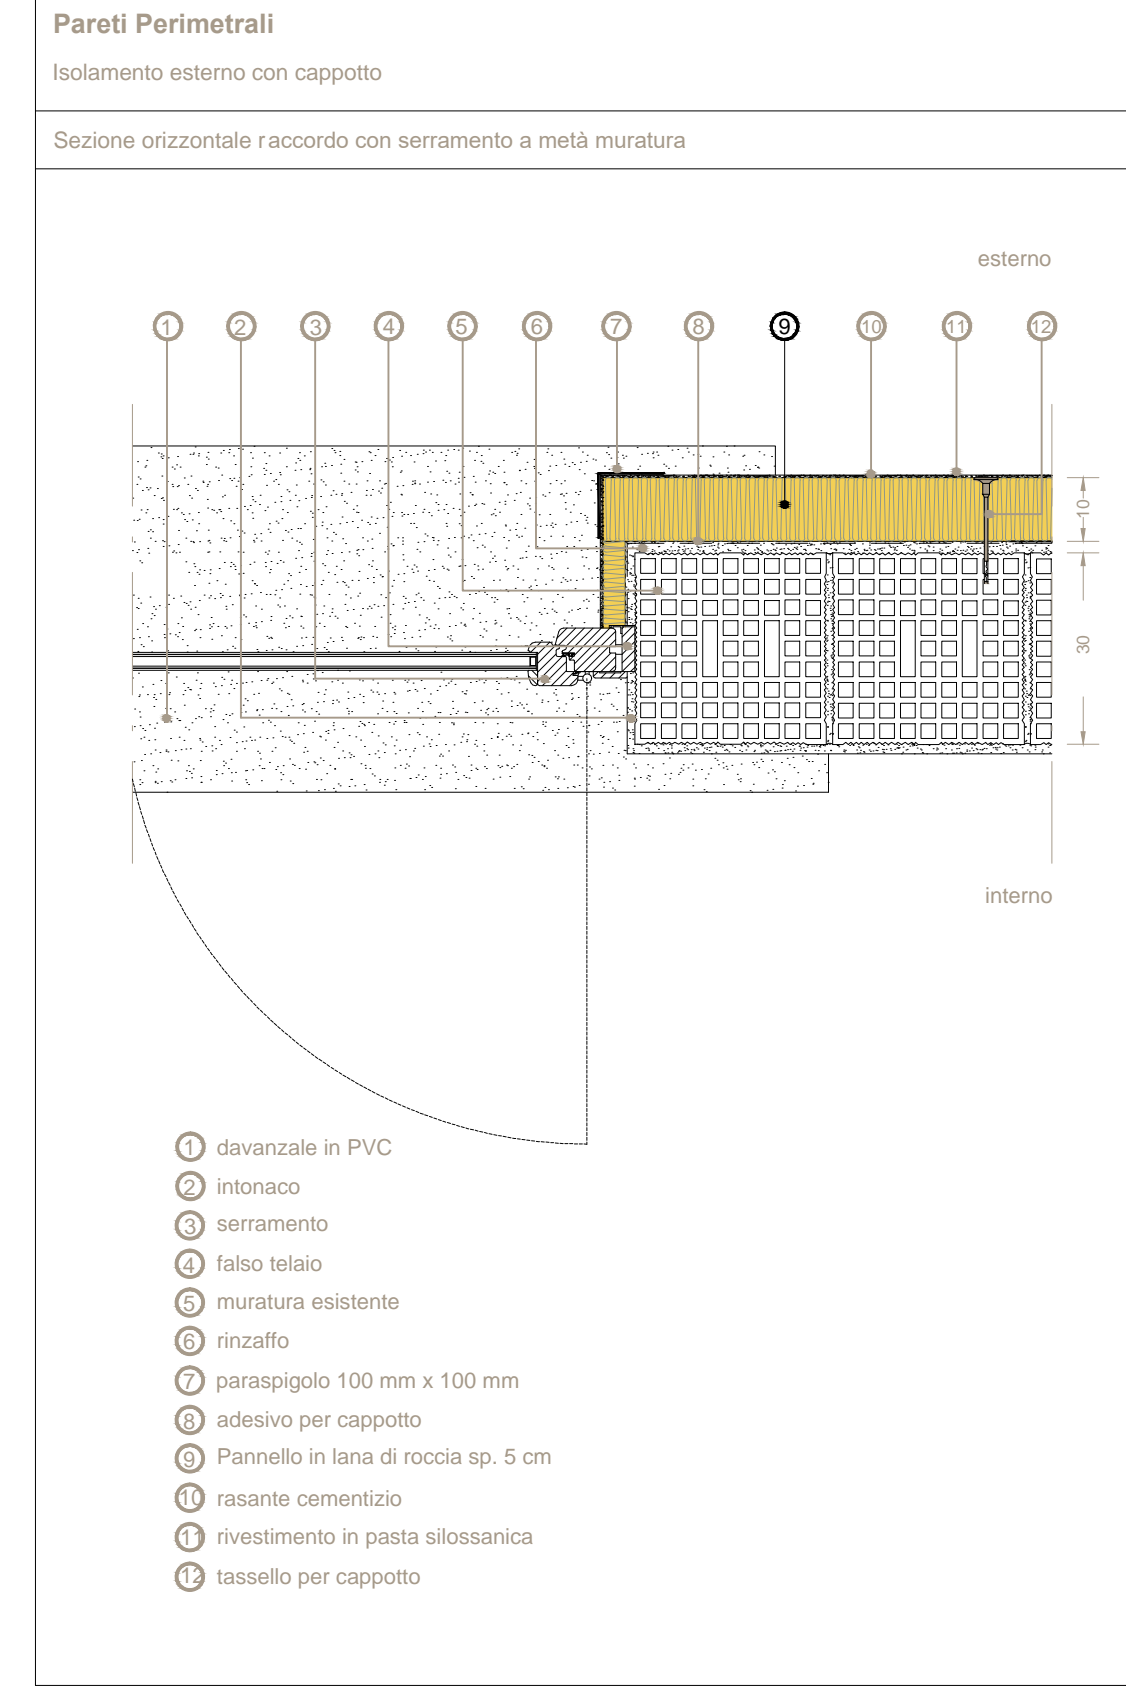 Pareti Perimetrali
Isolamento esterno con cappotto
Sezione orizzontale raccordo con serramento a metà muratura
esterno
1 2 3 4 5 6 7 8 9 10 11 12
10
30
interno
1 davanzale in PVC
2 intonaco
3 serramento
4 falso telaio
5 muratura esistente
6 rinzaffo
7 paraspigolo 100 mm x 100 mm
8 adesivo per cappotto
9 Pannello in lana di roccia sp. 5 cm
10 rasante cementizio
11 rivestimento in pasta silossanica
12 tassello per cappotto